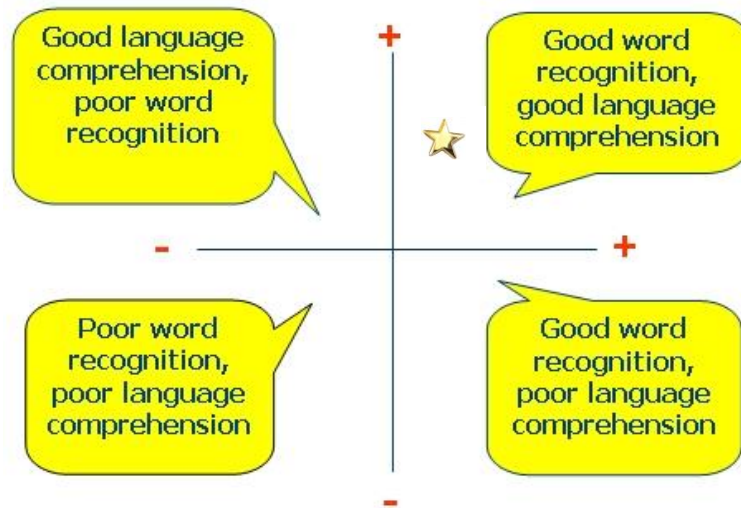 Good language
comprehension,
poor word
recognition
+
Good word
recognition,
good language
comprehension
-
+
Poor word
recognition,
poor language
comprehension
Good word
recognition,
poor language
comprehension
-